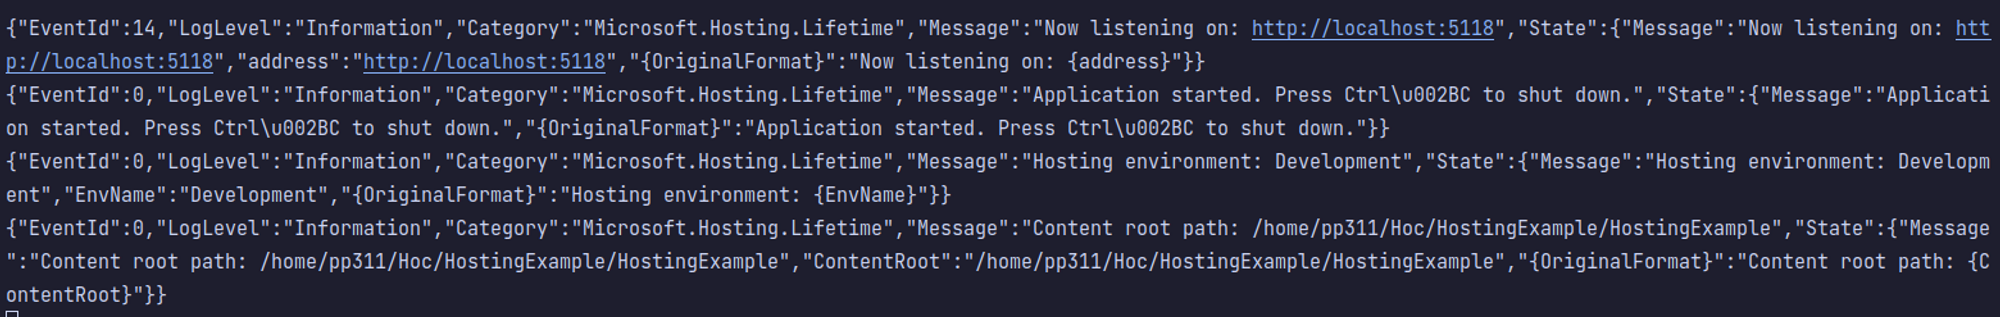 {"EventId":14,"LogLevel":"Information","Category":"Microsoft.Hosting.Lifetime","Message":"Now listening on: http://localhost:5118","State":{"Message":"Now listening on: htt
p://localhost:5118","address":"http://localhost:5118","{OriginalFormat}":"Now listening on: {address}"}}
{"EventId":0,"LogLevel":"Information","Category":"Microsoft.Hosting.Lifetime","Message":"Application started. Press Ctrl\u002BC to shut down.","State":{"Message":"Applicati
on started. Press Ctrl\u002BC to shut down.","{OriginalFormat}":"Application started. Press Ctrl\u002BC to shut down."}}
{"EventId":0,"LogLevel":"Information","Category":"Microsoft.Hosting.Lifetime","Message":"Hosting environment: Development","State":{"Message":"Hosting environment: Developm
ent","EnvName":"Development","{OriginalFormat}":"Hosting environment: {EnvName}"}}
{"EventId":0,"LogLevel":"Information","Category":"Microsoft.Hosting.Lifetime","Message":"Content root path: /home/pp311/Hoc/HostingExample/HostingExample","State":{"Message
":"Content root path: /home/pp311/Hoc/HostingExample/HostingExample","ContentRoot":"/home/pp311/Hoc/HostingExample/HostingExample","{OriginalFormat}":"Content root path: {C
ontentRoot}"}}